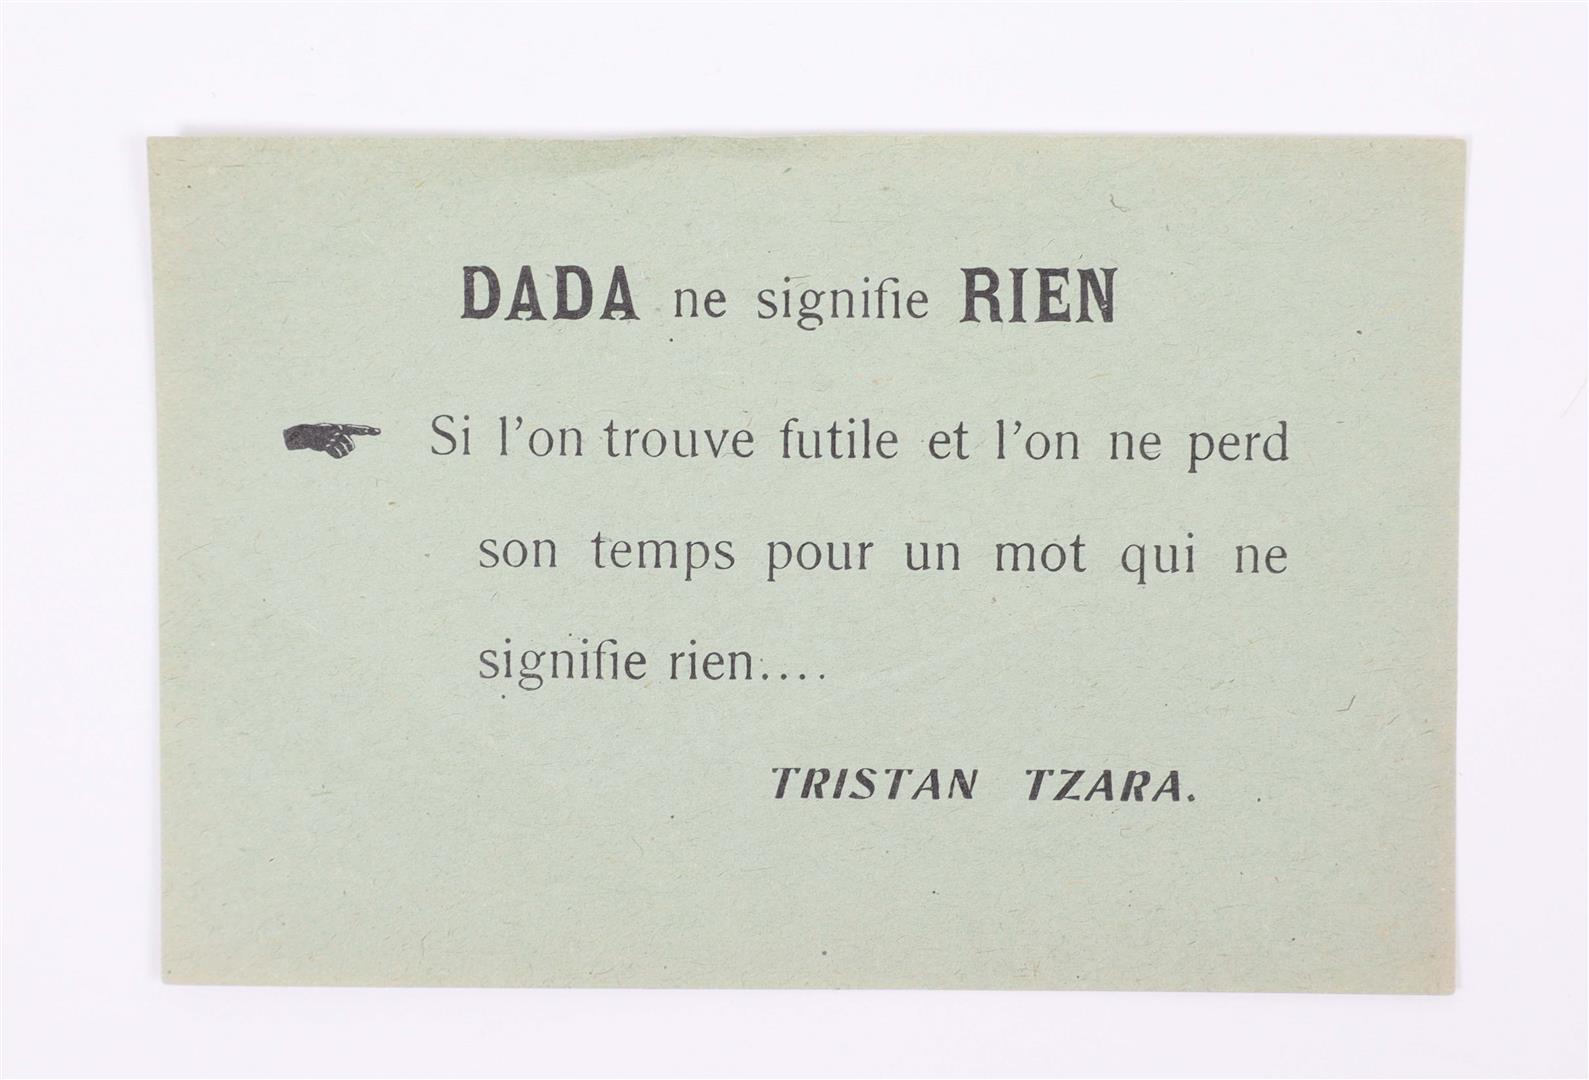 DADA ne signifie RIEN
Si l'on trouve futile et l'on ne perd
son temps pour un mot qui ne
signifie rien....
TRISTAN TZARA.